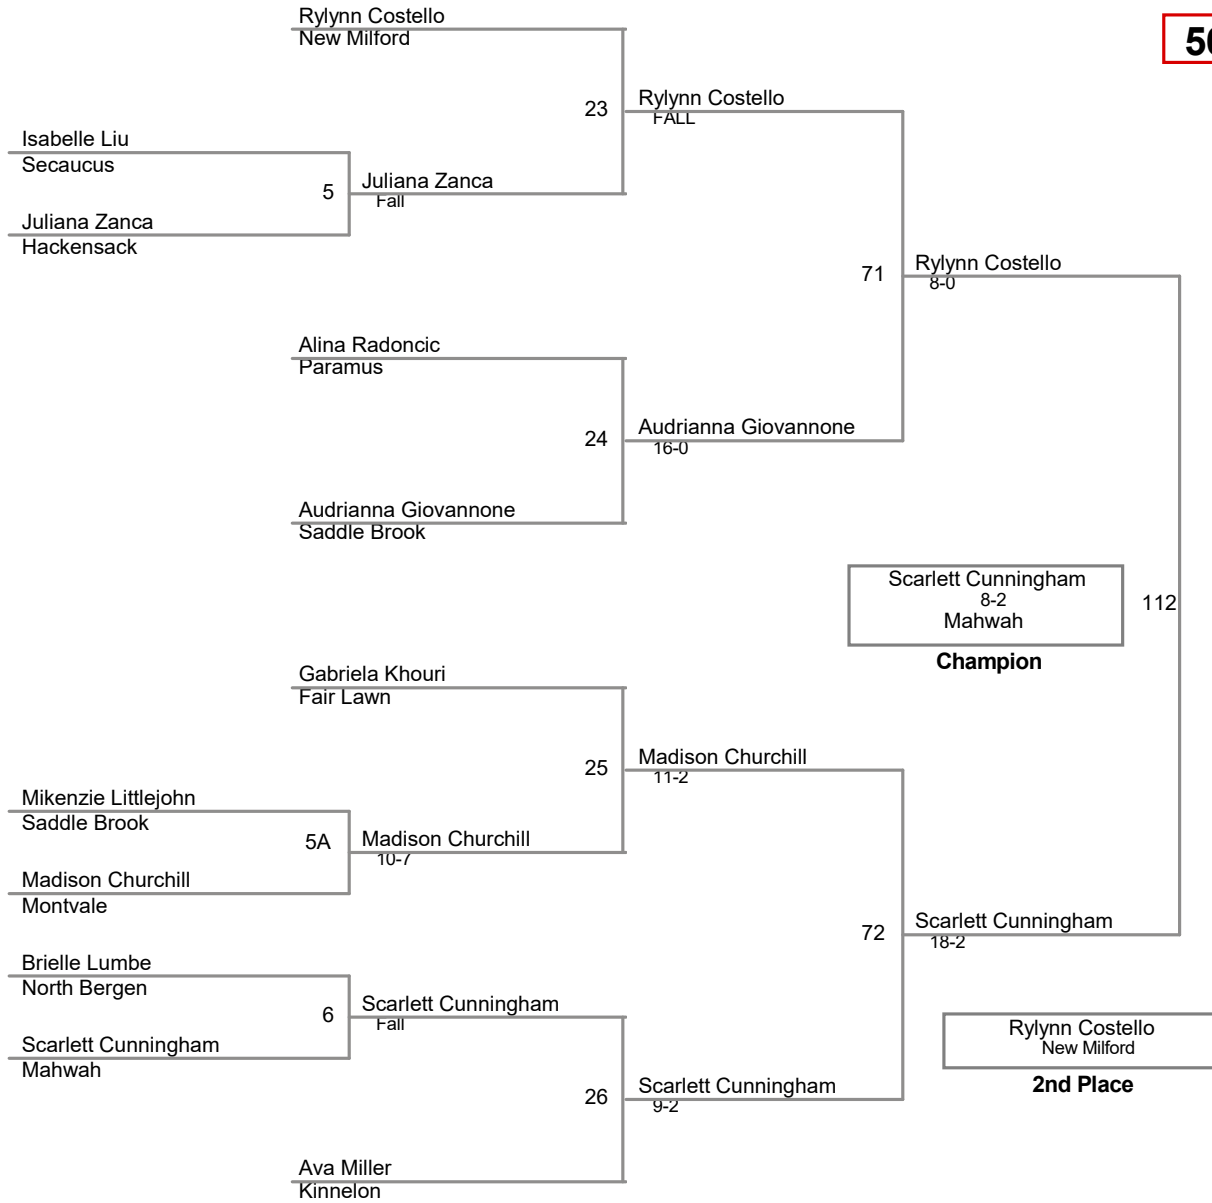 Rylynn Costello
New Milford
50
23
Rylynn Costello
FALL
Isabelle Liu
Secaucus
5
Juliana Zanca
Fall
Juliana Zanca
Hackensack
71
Rylynn Costello
8-0
Alina Radoncic
Paramus
24
Audrianna Giovannone
16-0
Audrianna Giovannone
Saddle Brook
Scarlett Cunningham
8-2
Mahwah
112
Champion
Gabriela Khouri
Fair Lawn
25
Madison Churchill
11-2
Mikenzie Littlejohn
Saddle Brook
5A
Madison Churchill
10-7
Madison Churchill
Montvale
72
Scarlett Cunningham
18-2
Brielle Lumbe
North Bergen
6
Scarlett Cunningham
Fall
Scarlett Cunningham
Mahwah
Rylynn Costello
New Milford
2nd Place
26
Scarlett Cunningham
9-2
Ava Miller
Kinnelon